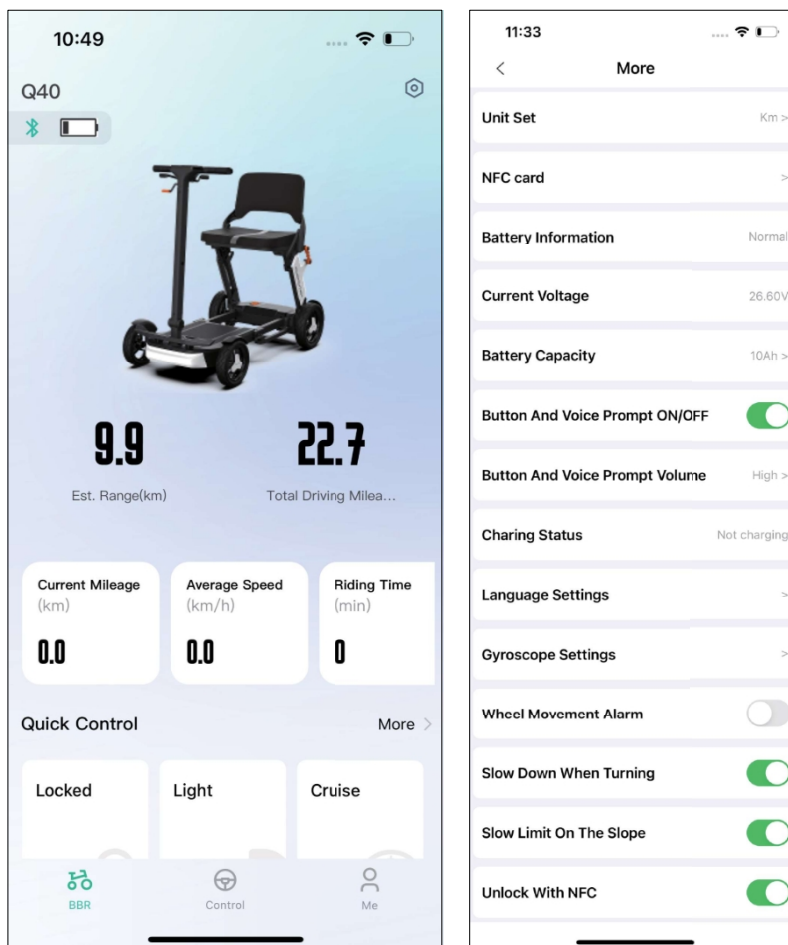 10:49
Q40
9.9
22.7
Est. Range(km)
Total Driving Milea...
Current Mileage
(km)
0.0
Average Speed
(km/h)
0.0
Riding Time
(min)
0
Quick Control
More >
Locked
Light
Cruise
BBR
Control
Me
11:33
< More
Unit Set Km >
NFC card >
Battery Information Normal
Current Voltage 26.60V
Battery Capacity 10Ah >
Button And Voice Prompt ON/OFF
Button And Voice Prompt Volume High >
Charing Status Not charging
Language Settings >
Gyroscope Settings >
Wheel Movement Alarm
Slow Down When Turning
Slow Limit On The Slope
Unlock With NFC